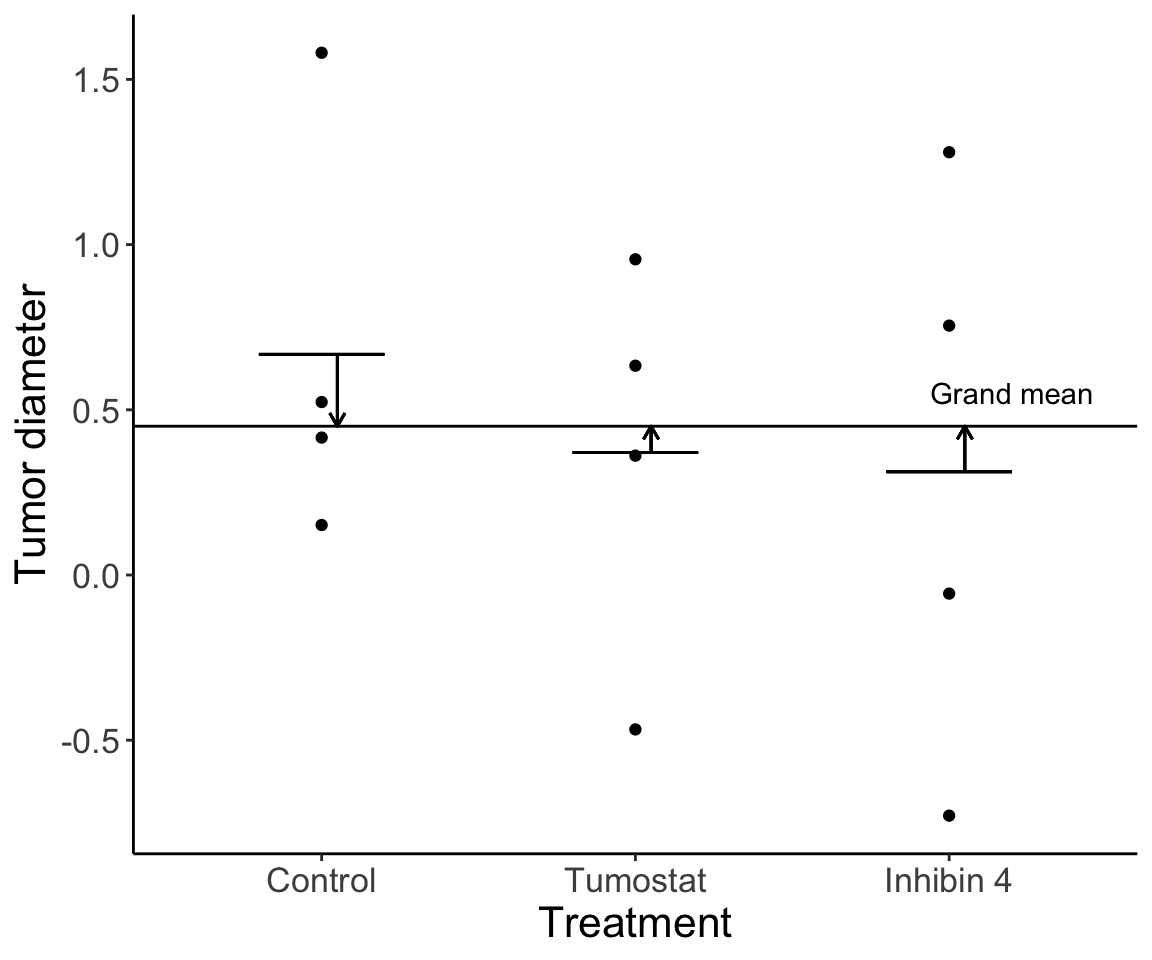 Tumor diameter
1.5
1.0
0.5
0.0
-0.5
Grand mean
Control
Tumostat
Inhibin 4
Treatment